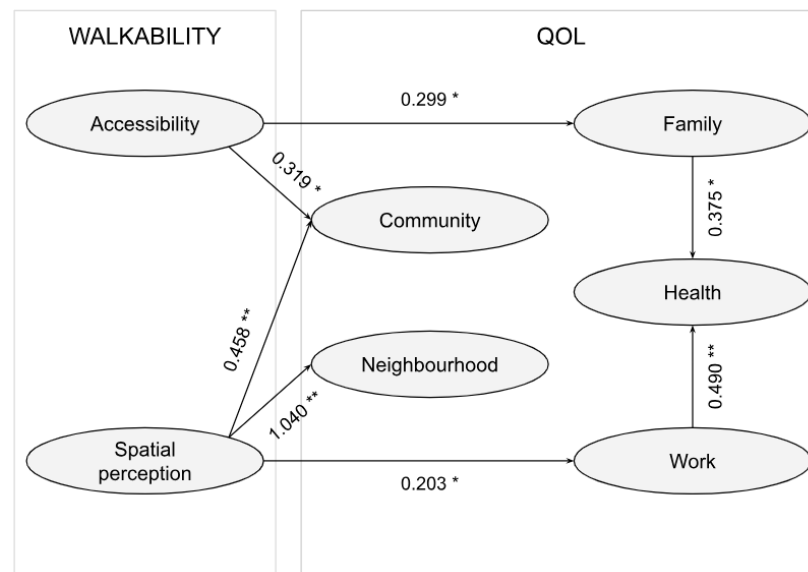 WALKABILITY
QOL
Accessibility
0.299 *
Family
0.319 *
Community
0.375 *
Health
0.458 **
Neighbourhood
1.040 **
0.490 **
Spatial
perception
0.203 *
Work